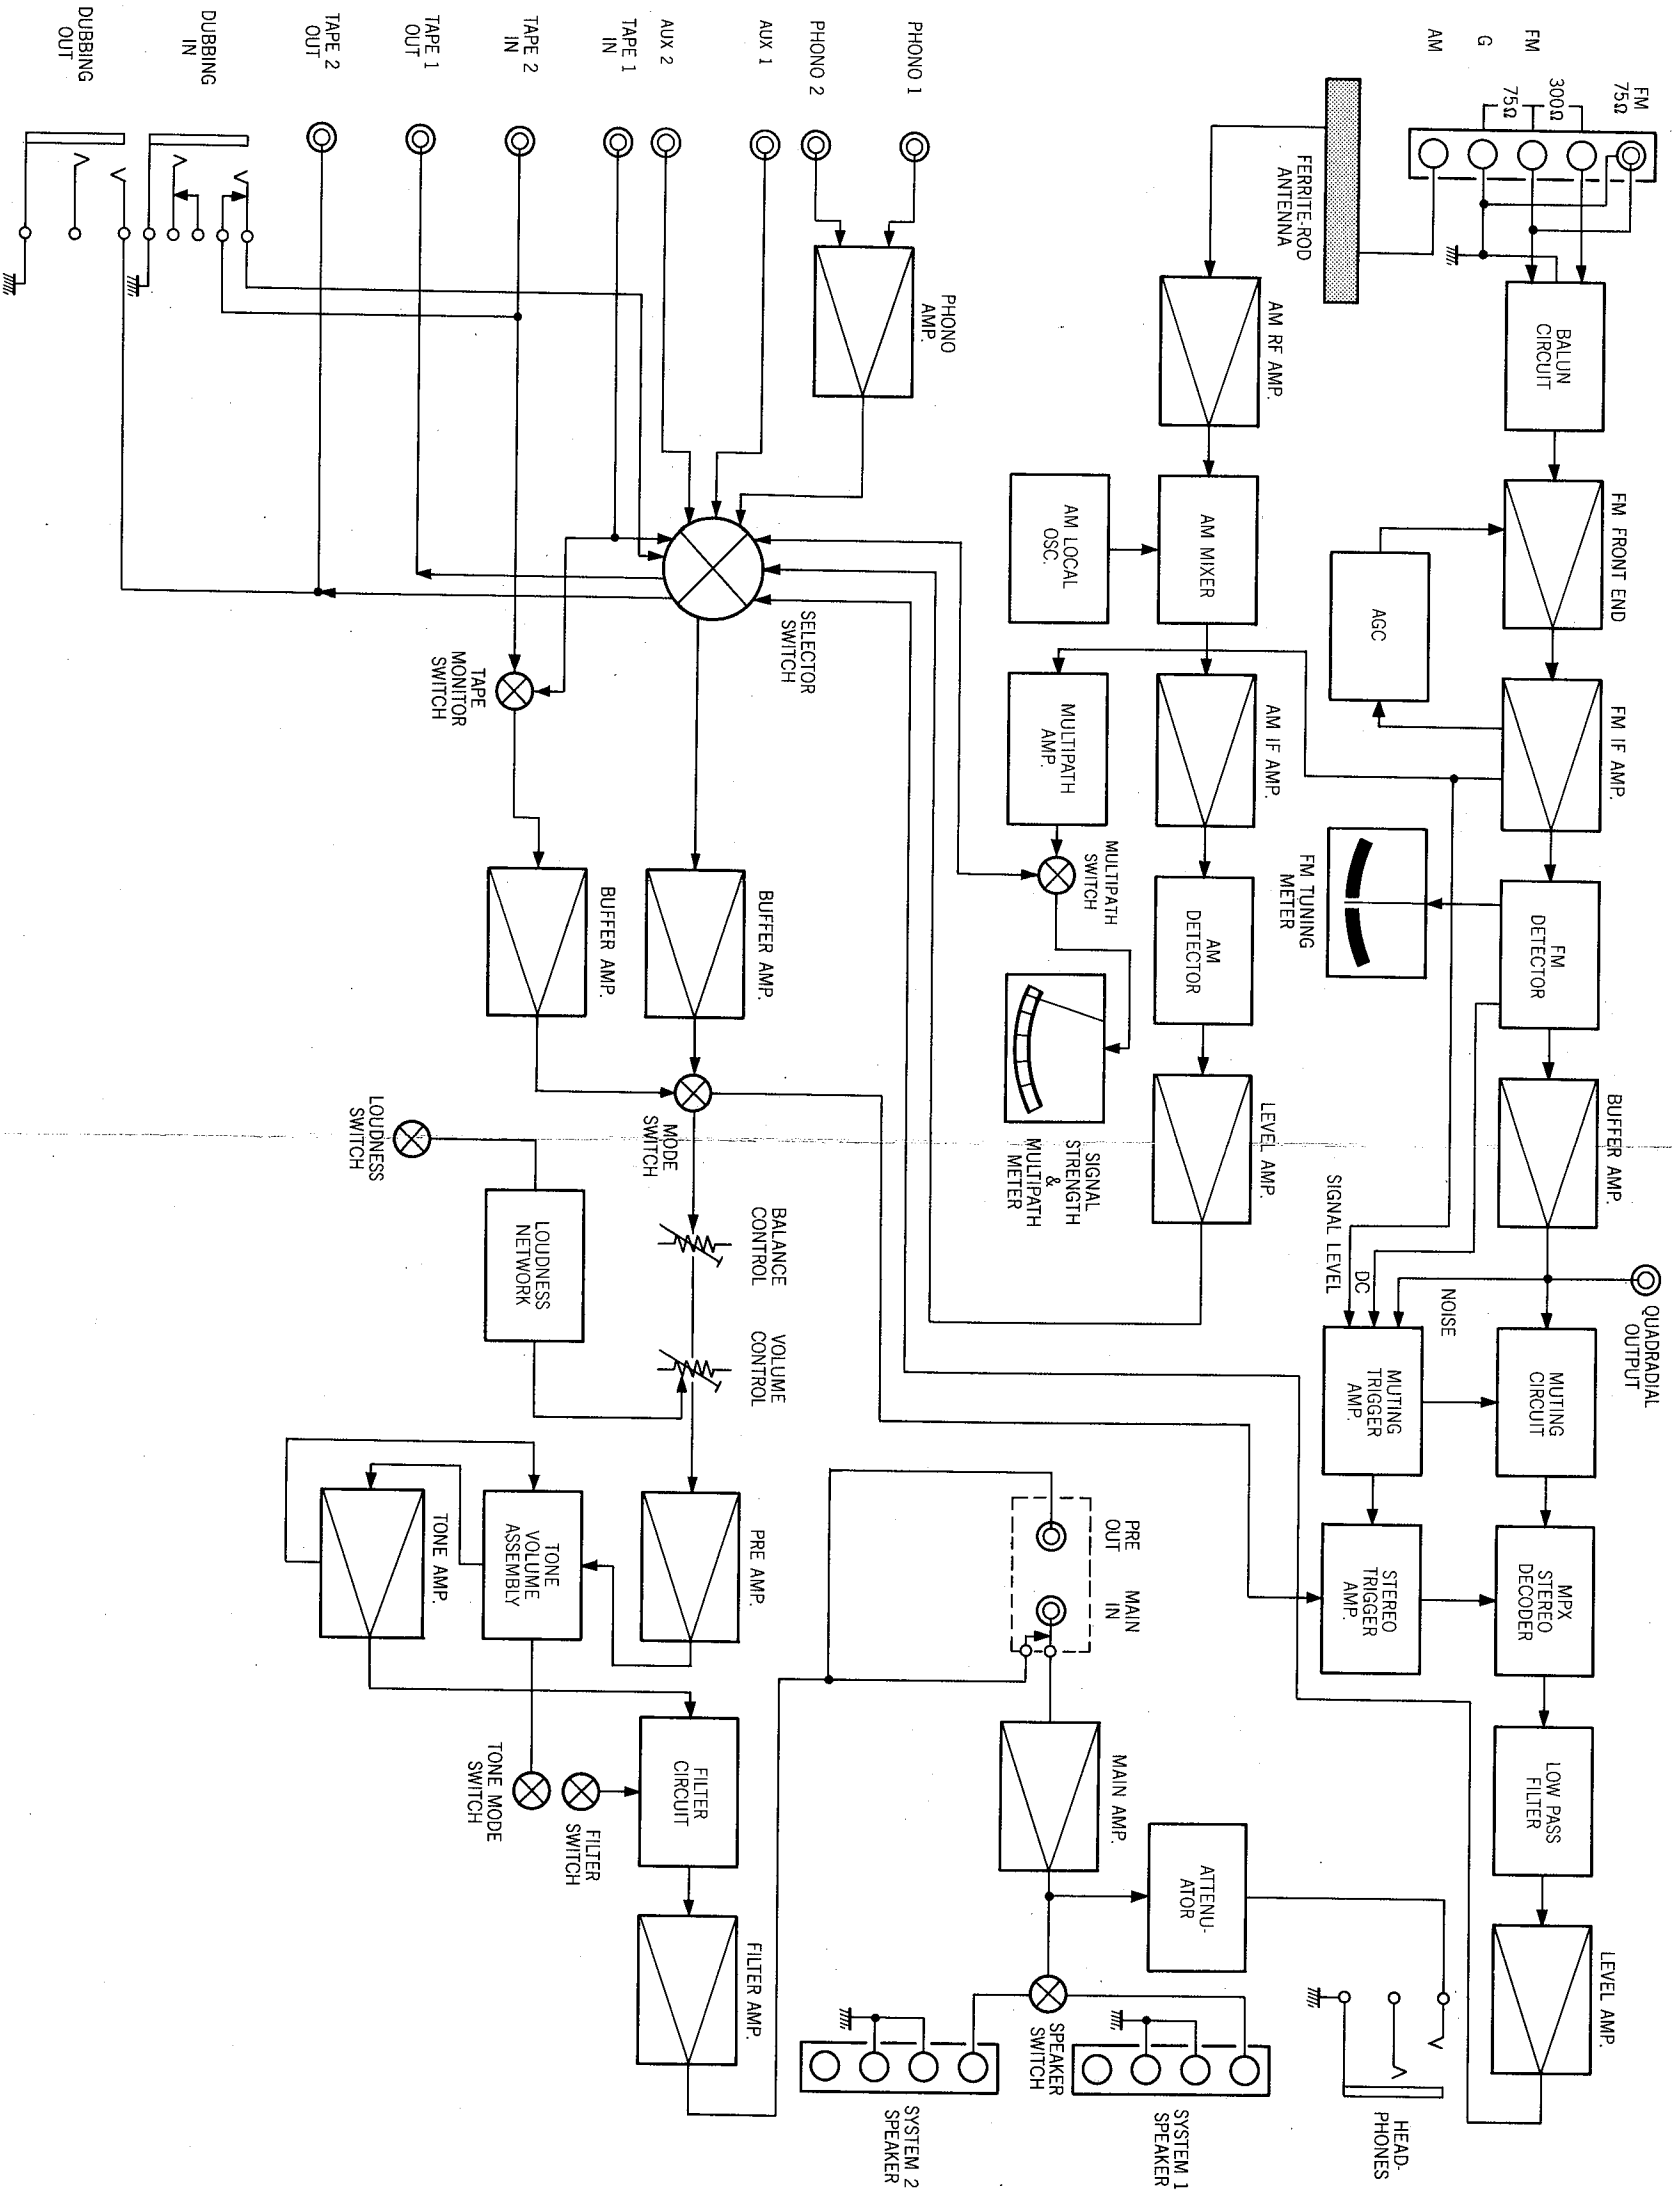 FM
75Ω
300Ω
75Ω
FM
G
AM
BALUN
CIRCUIT
FM FRONT END
FM IF AMP.
FM
DETECTOR
BUFFER AMP.
QUADRADIAL
OUTPUT
MUTING
CIRCUIT
MPX
STEREO
DECODER
LOW PASS
FILTER
LEVEL AMP.
FERRITE-ROD
ANTENNA
AGC
FM TUNING
METER
SIGNAL LEVEL
DC
NOISE
MUTING
TRIGGER
AMP.
STEREO
TRIGGER
AMP.
HEAD-
PHONES
AM RF AMP.
AM MIXER
AM IF AMP.
AM
DETECTOR
LEVEL AMP.
AM LOCAL
OSC.
MULTIPATH
AMP.
MULTIPATH
SWITCH
SIGNAL
STRENGTH
&
MULTIPATH
METER
PRE
OUT
MAIN
IN
MAIN AMP.
ATTENU-
ATOR
SPEAKER
SWITCH
SYSTEM 1
SPEAKER
SYSTEM 2
SPEAKER
PHONO 1
PHONO 2
PHONO
AMP.
AUX 1
AUX 2
TAPE 1
IN
TAPE 2
IN
TAPE 1
OUT
TAPE 2
OUT
DUBBING
IN
DUBBING
OUT
SELECTOR
SWITCH
TAPE
MONITOR
SWITCH
BUFFER AMP.
BUFFER AMP.
MODE
SWITCH
BALANCE
CONTROL
VOLUME
CONTROL
LOUDNESS
SWITCH
LOUDNESS
NETWORK
PRE AMP.
TONE
VOLUME
ASSEMBLY
TONE AMP.
TONE MODE
SWITCH
FILTER
SWITCH
FILTER
CIRCUIT
FILTER AMP.